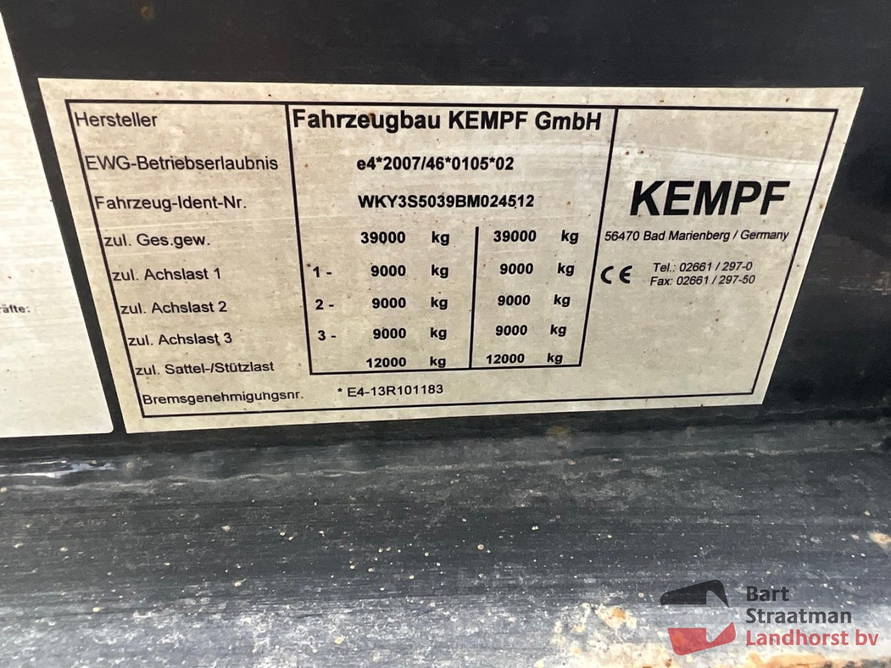 Hersteller Fahrzeugbau KEMPF GmbH
EWG-Betriebserlaubnis e4*2007/46*0105*02
Fahrzeug-Ident-Nr. WKY3S5039BM024512
zul. Ges.gew. 39000 kg 39000 kg
zul. Achslast 1 1 - 9000 kg 9000 kg
zul. Achslast 2 2 - 9000 kg 9000 kg
zul. Achslast 3 3 - 9000 kg 9000 kg
zul. Sattel-/Stützlast 12000 kg 12000 kg
Bremsgenehmigungsnr. * E4-13R101183
KEMPF
56470 Bad Marienberg / Germany
CE Tel.: 02661 / 297-0
Fax: 02661 / 297-50
Bart
Straatman
Landhorst bv